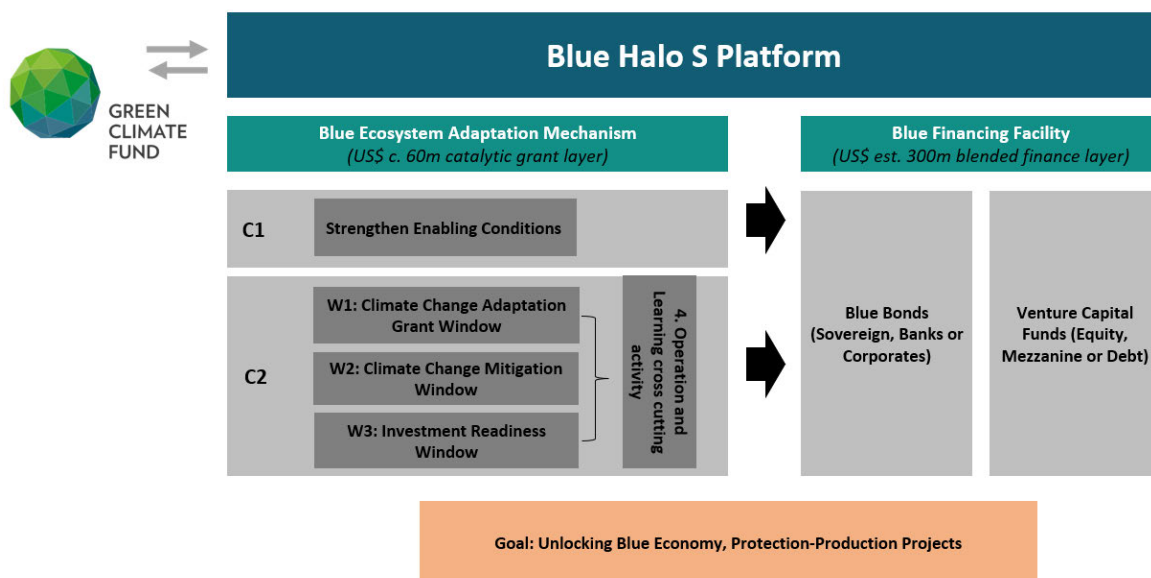 Blue Halo S Platform
GREEN
CLIMATE
FUND
Blue Ecosystem Adaptation Mechanism
(US$ c. 60m catalytic grant layer)
Blue Financing Facility
(US$ est. 300m blended finance layer)
C1
Strengthen Enabling Conditions
C2
W1: Climate Change Adaptation
Grant Window
W2: Climate Change Mitigation
Window
W3: Investment Readiness
Window
4. Operation and
Learning cross cutting
activity
Blue Bonds
(Sovereign, Banks or
Corporates)
Venture Capital
Funds (Equity,
Mezzanine or Debt)
Goal: Unlocking Blue Economy, Protection-Production Projects